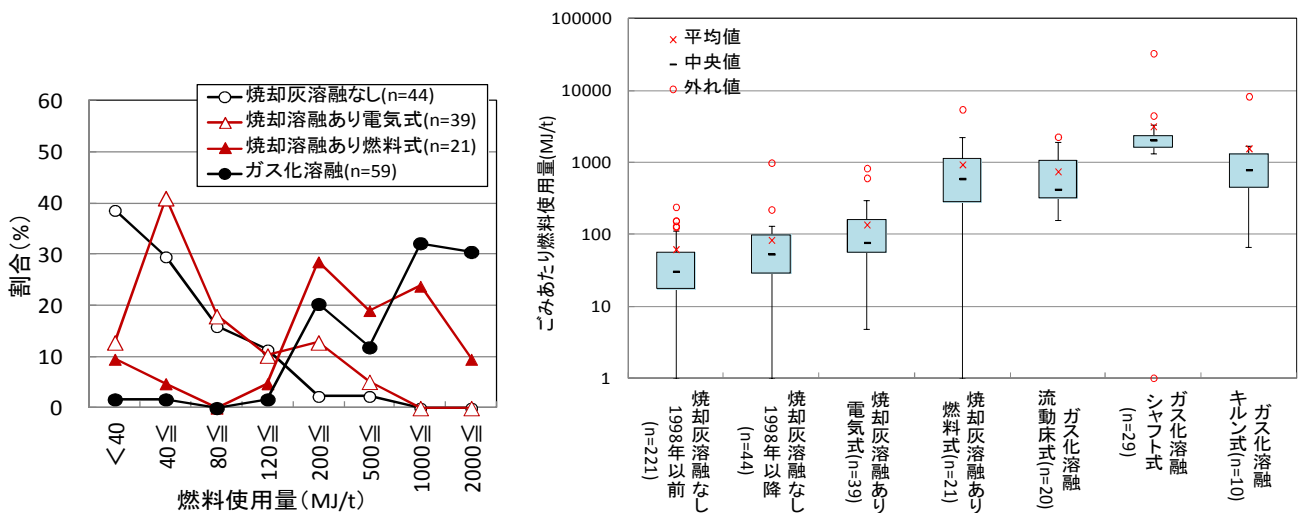 焼却灰溶融なし(n=44)
焼却溶融あり電気式(n=39)
焼却溶融あり燃料式(n=21)
ガス化溶融(n=59)
割合(%)
60
50
40
30
20
10
0
<40
40≦
80≦
120≦
200≦
500≦
1000≦
2000≦
燃料使用量(MJ/t)
ごみあたり燃料使用量(MJ/t)
100000
10000
1000
100
10
1
平均値
中央値
外れ値
焼却灰溶融なし
1998年以前
(n=221)
焼却灰溶融なし
1998年以降
(n=44)
焼却灰溶融あり
電気式(n=39)
焼却灰溶融あり
燃料式(n=21)
ガス化溶融
流動床式(n=20)
ガス化溶融
シャフト式
(n=29)
ガス化溶融
キルン式(n=10)